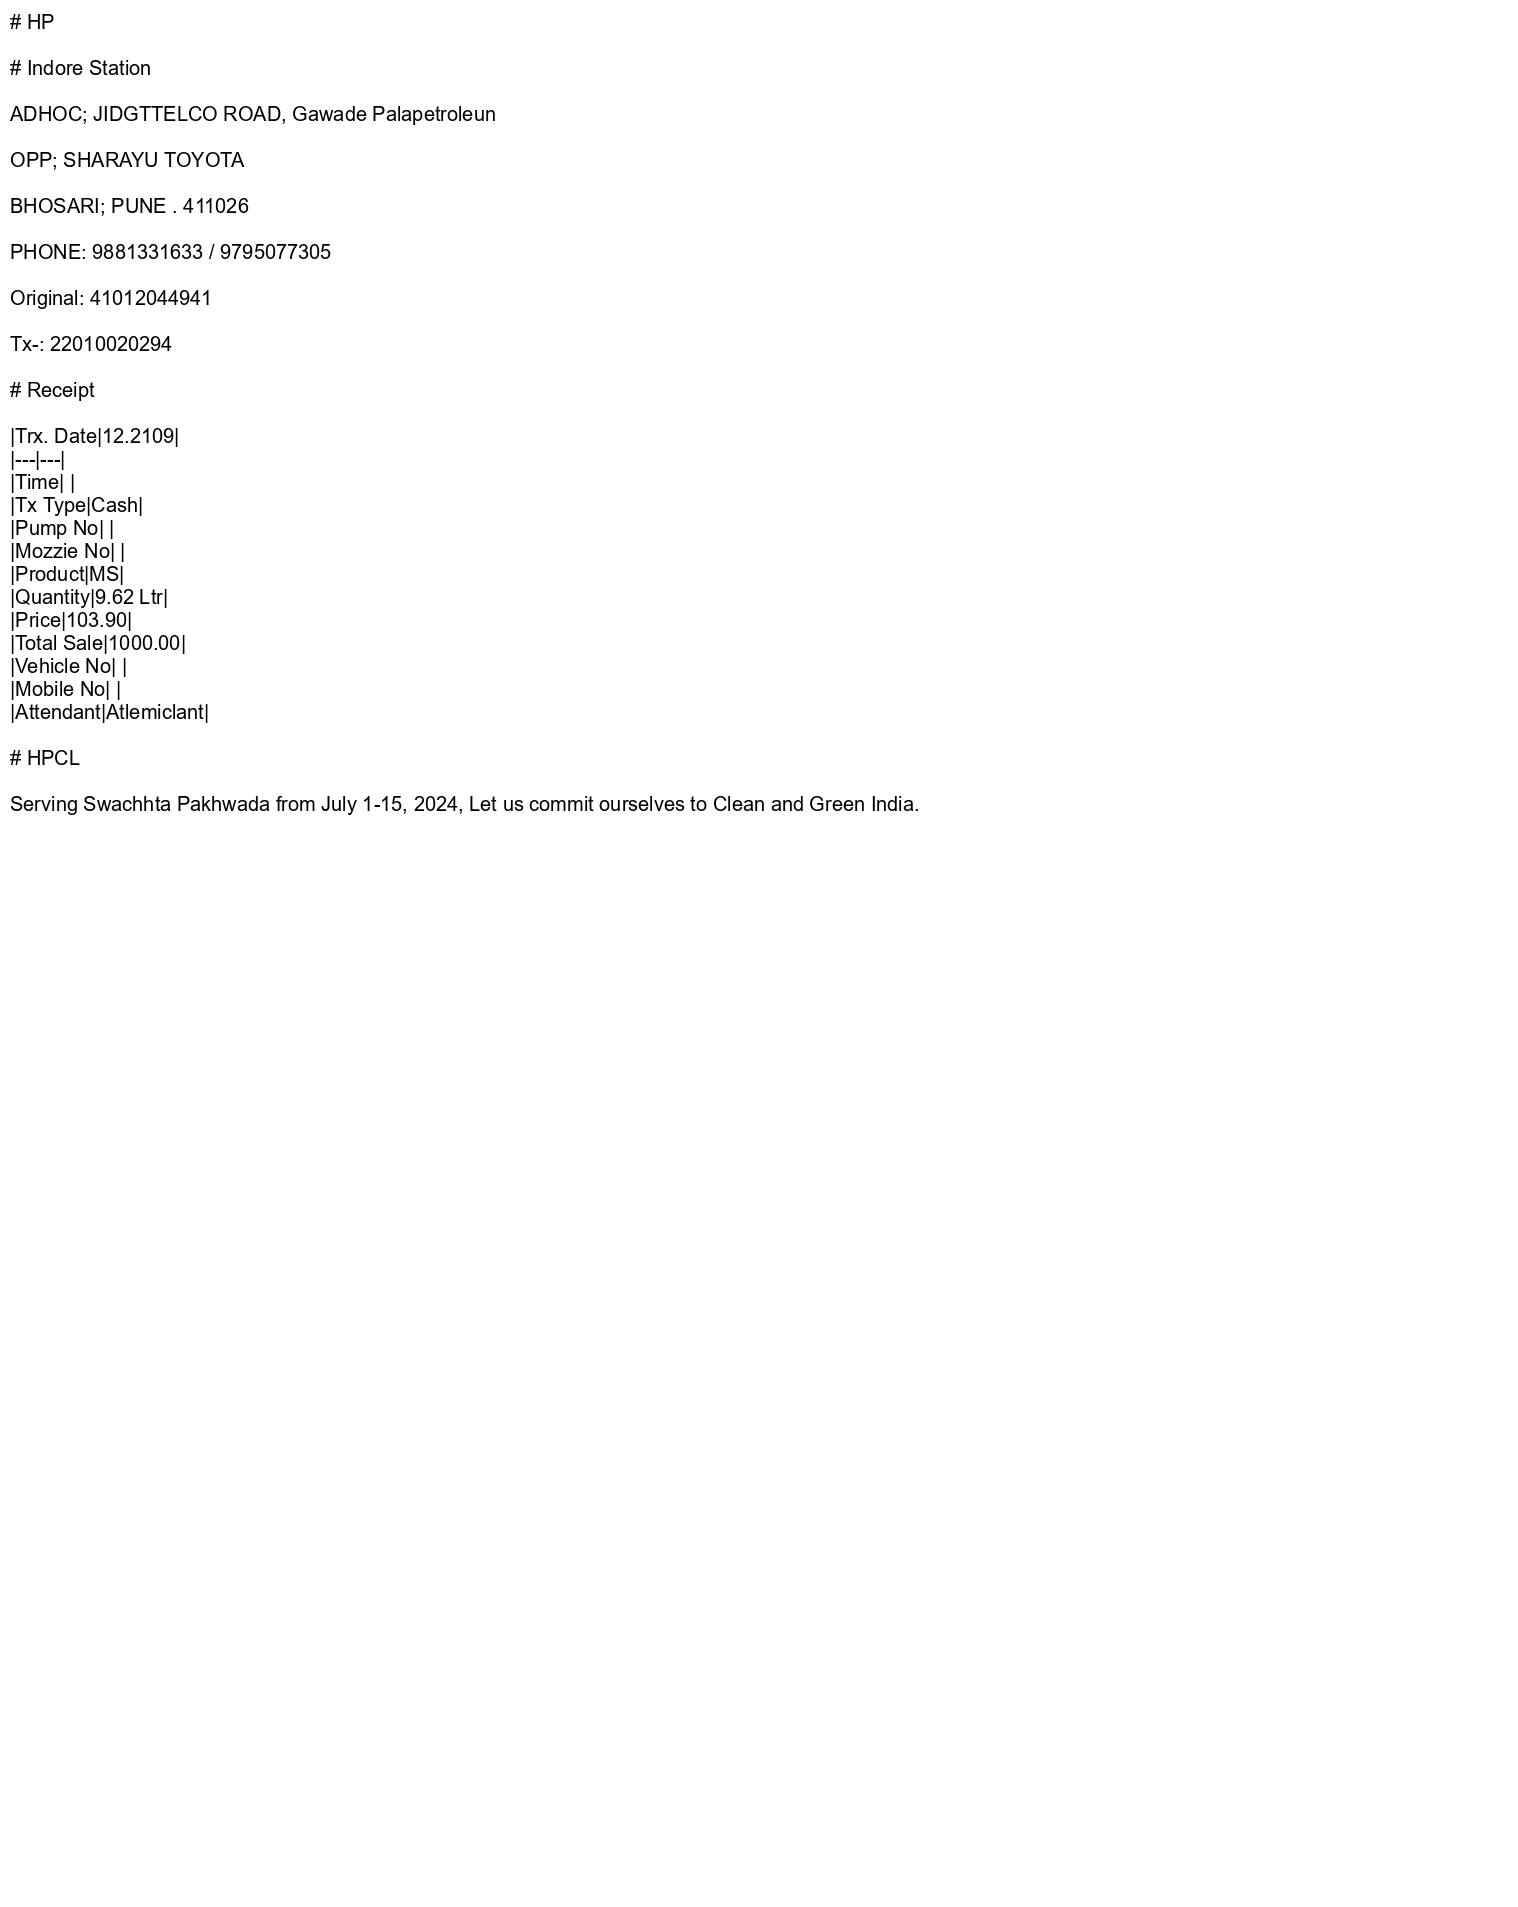 # HP
# Indore Station
ADHOC; JIDGTTELCO ROAD, Gawade Palapetroleun
OPP; SHARAYU TOYOTA
BHOSARI; PUNE . 411026
PHONE: 9881331633 / 9795077305
Original: 41012044941
Tx-: 22010020294
# Receipt
|Trx. Date|12.2109|
|---|---|
|Time| |
|Tx Type|Cash|
|Pump No| |
|Mozzie No| |
|Product|MS|
|Quantity|9.62 Ltr|
|Price|103.90|
|Total Sale|1000.00|
|Vehicle No| |
|Mobile No| |
|Attendant|Atlemiclant|
# HPCL
Serving Swachhta Pakhwada from July 1-15, 2024, Let us commit ourselves to Clean and Green India.